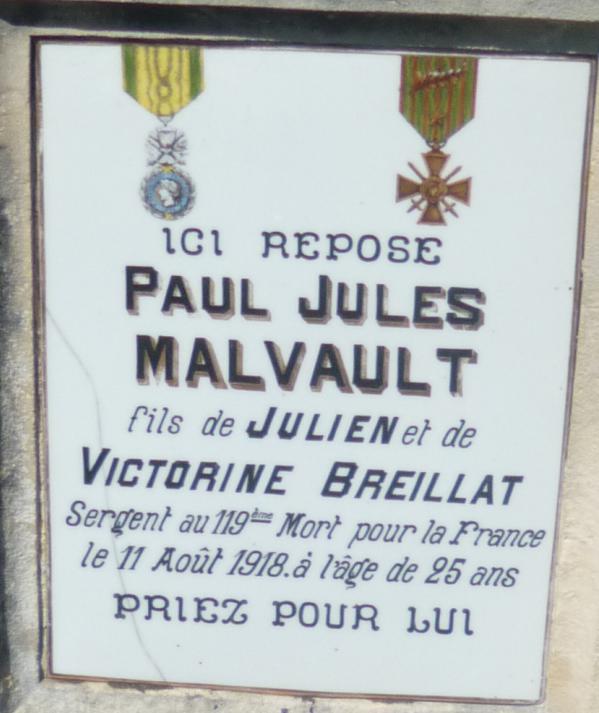 ICI REPOSE
PAUL JULES
MALVAULT
fils de JULIEN et de
VICTORINE BREILLAT
Sergent au 119ème Mort pour la France
le 11 Août 1918.à l'âge de 25 ans
PRIEZ POUR LUI